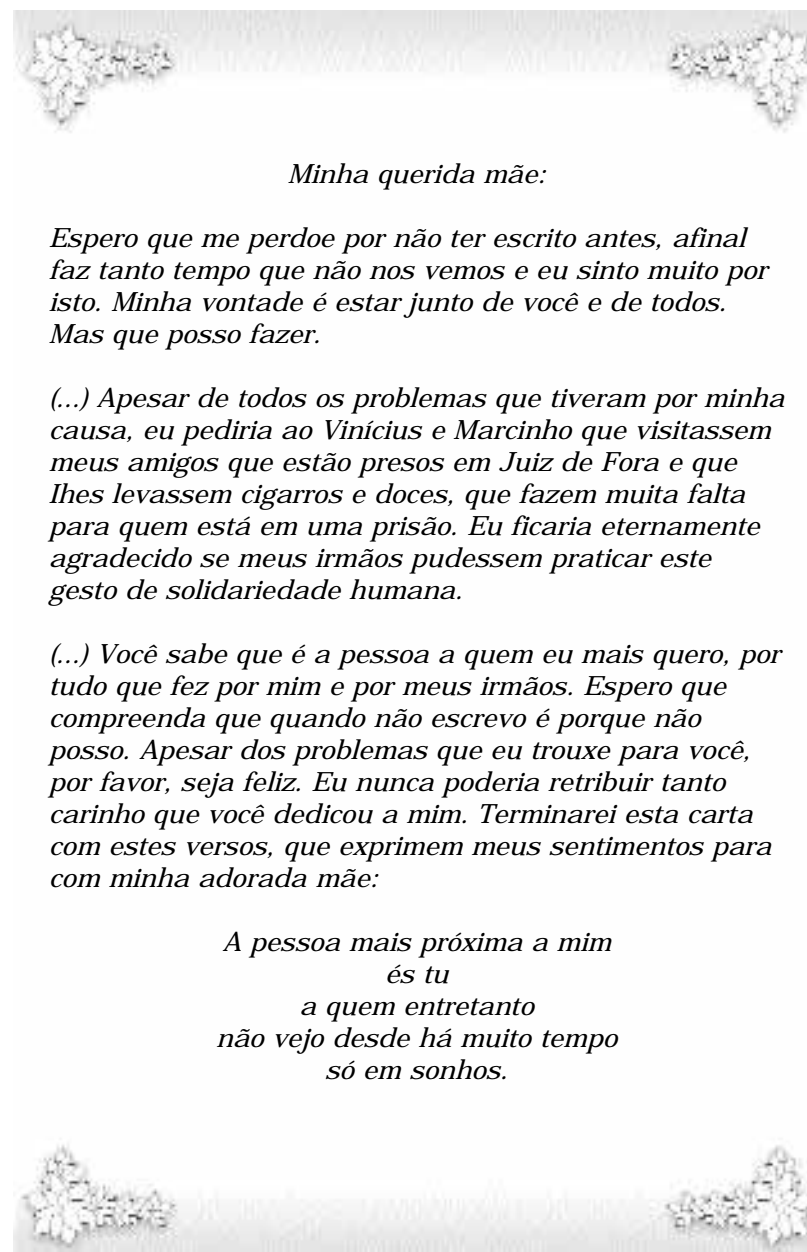 Minha querida mãe:
Espero que me perdoe por não ter escrito antes, afinal
faz tanto tempo que não nos vemos e eu sinto muito por
isto. Minha vontade é estar junto de você e de todos.
Mas que posso fazer.
(...) Apesar de todos os problemas que tiveram por minha
causa, eu pediria ao Vinícius e Marcinho que visitassem
meus amigos que estão presos em Juiz de Fora e que
lhes levassem cigarros e doces, que fazem muita falta
para quem está em uma prisão. Eu ficaria eternamente
agradecido se meus irmãos pudessem praticar este
gesto de solidariedade humana.
(...) Você sabe que é a pessoa a quem eu mais quero, por
tudo que fez por mim e por meus irmãos. Espero que
compreenda que quando não escrevo é porque não
posso. Apesar dos problemas que eu trouxe para você,
por favor, seja feliz. Eu nunca poderia retribuir tanto
carinho que você dedicou a mim. Terminarei esta carta
com estes versos, que exprimem meus sentimentos para
com minha adorada mãe:
A pessoa mais próxima a mim
és tu
a quem entretanto
não vejo desde há muito tempo
só em sonhos.